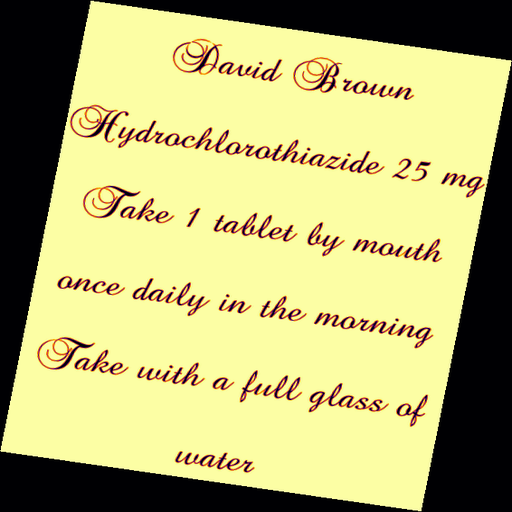 David Brown
Hydrochlorothiazide 25 mg
Take 1 tablet by mouth
once daily in the morning
Take with a full glass of
water